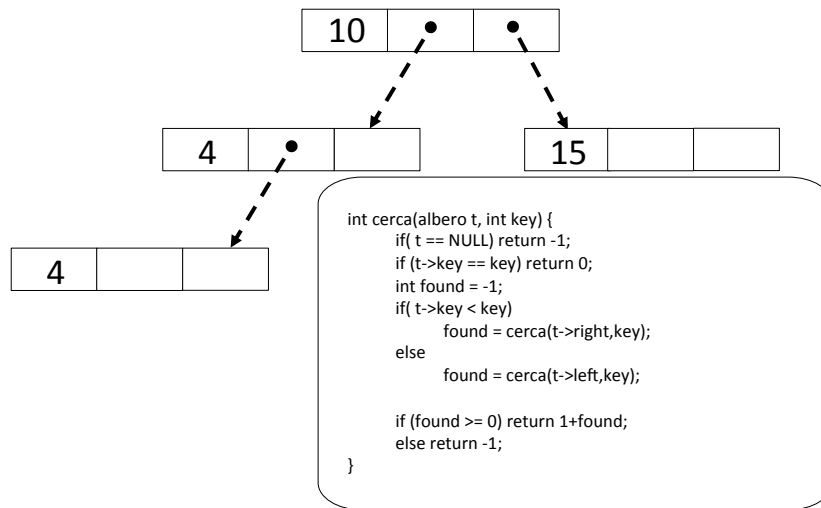 10
4
15
4
int cerca(albero t, int key) {
if( t == NULL) return -1;
if (t->key == key) return 0;
int found = -1;
if( t->key < key)
found = cerca(t->right,key);
else
found = cerca(t->left,key);
if (found >= 0) return 1+found;
else return -1;
}